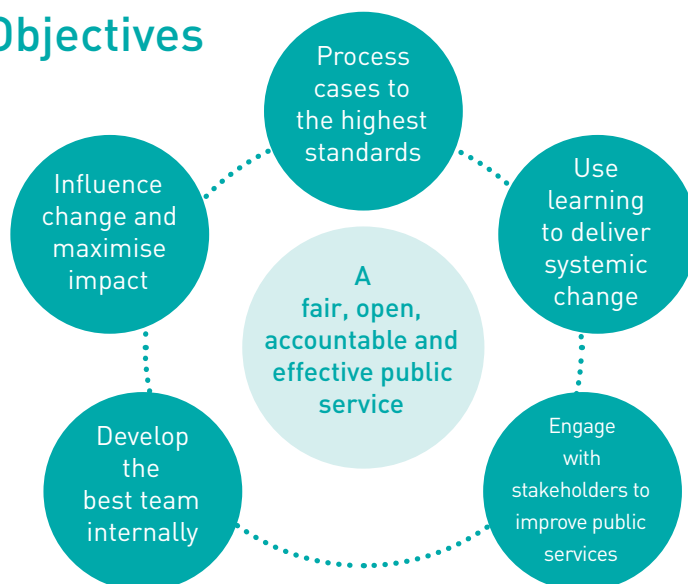 Objectives
Process
cases to
the highest
standards
Use
learning
to deliver
systemic
change
Engage
with
stakeholders to
improve public
services
Develop
the
best team
internally
Influence
change and
maximise
impact
A
fair, open,
accountable and
effective public
service